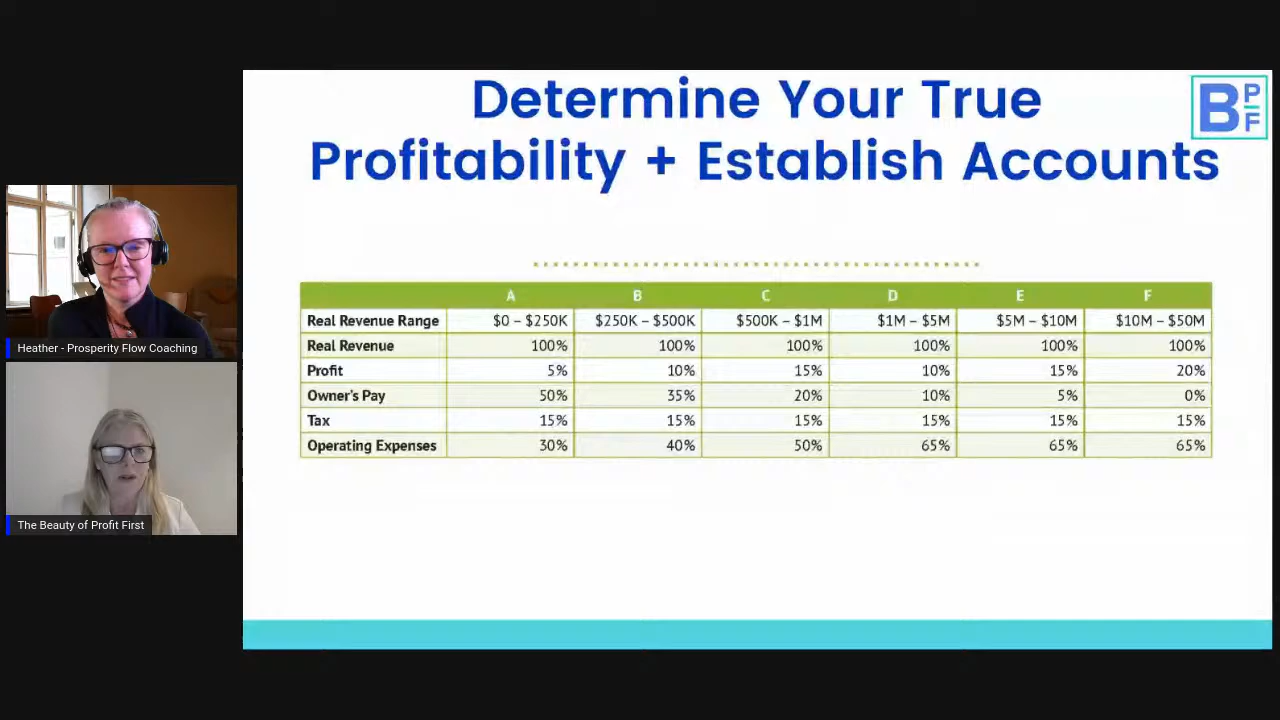 Determine Your True
Profitability + Establish Accounts
B P F
A B C D E F
Real Revenue Range $0 – $250K $250K – $500K $500K – $1M $1M – $5M $5M – $10M $10M – $50M
Real Revenue 100% 100% 100% 100% 100% 100%
Profit 5% 10% 15% 10% 15% 20%
Owner's Pay 50% 35% 20% 10% 5% 0%
Tax 15% 15% 15% 15% 15% 15%
Operating Expenses 30% 40% 50% 65% 65% 65%
Heather - Prosperity Flow Coaching
The Beauty of Profit First